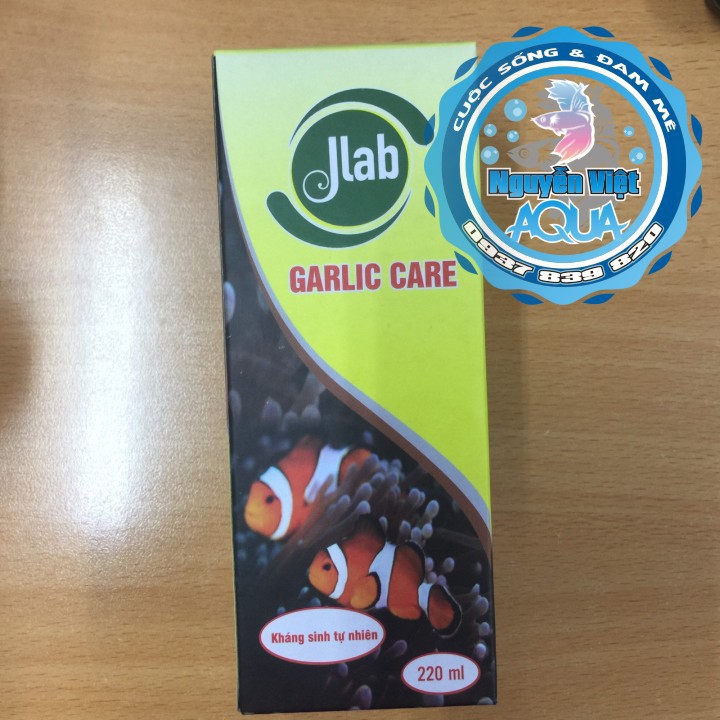 Jlab
GARLIC CARE
Kháng sinh tự nhiên
220 ml
CUỘC SỐNG & ĐAM MÊ
Nguyễn Việt
AQUA
0937 839 820